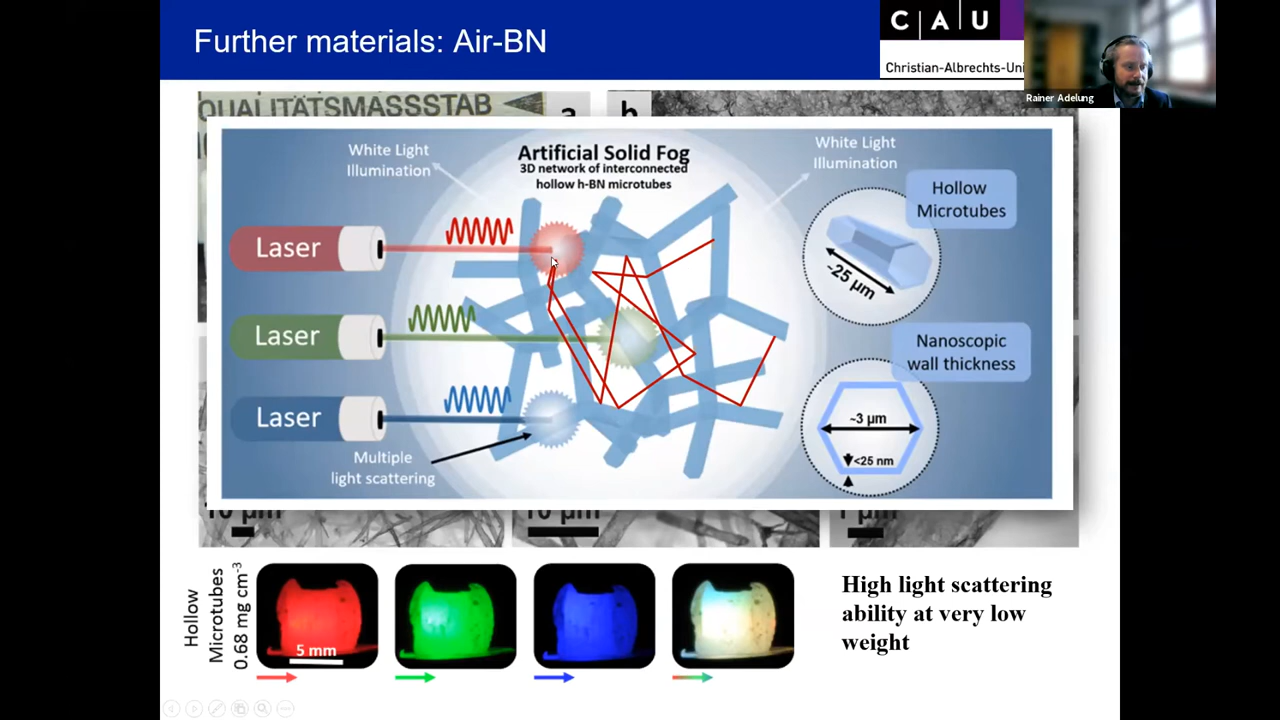 Further materials: Air-BN
C A U
Christian-Albrechts-Uni
Rainer Adelung
QUALITÄTSMASSSTAB
a
b
White Light
Illumination
Artificial Solid Fog
3D network of interconnected
hollow h-BN microtubes
White Light
Illumination
Hollow
Microtubes
Laser
~25 µm
Laser
Nanoscopic
wall thickness
Laser
~3 µm
<25 nm
Multiple
light scattering
10 µm
10 µm
1 µm
Hollow
Microtubes
0.68 mg cm-3
5 mm
High light scattering
ability at very low
weight